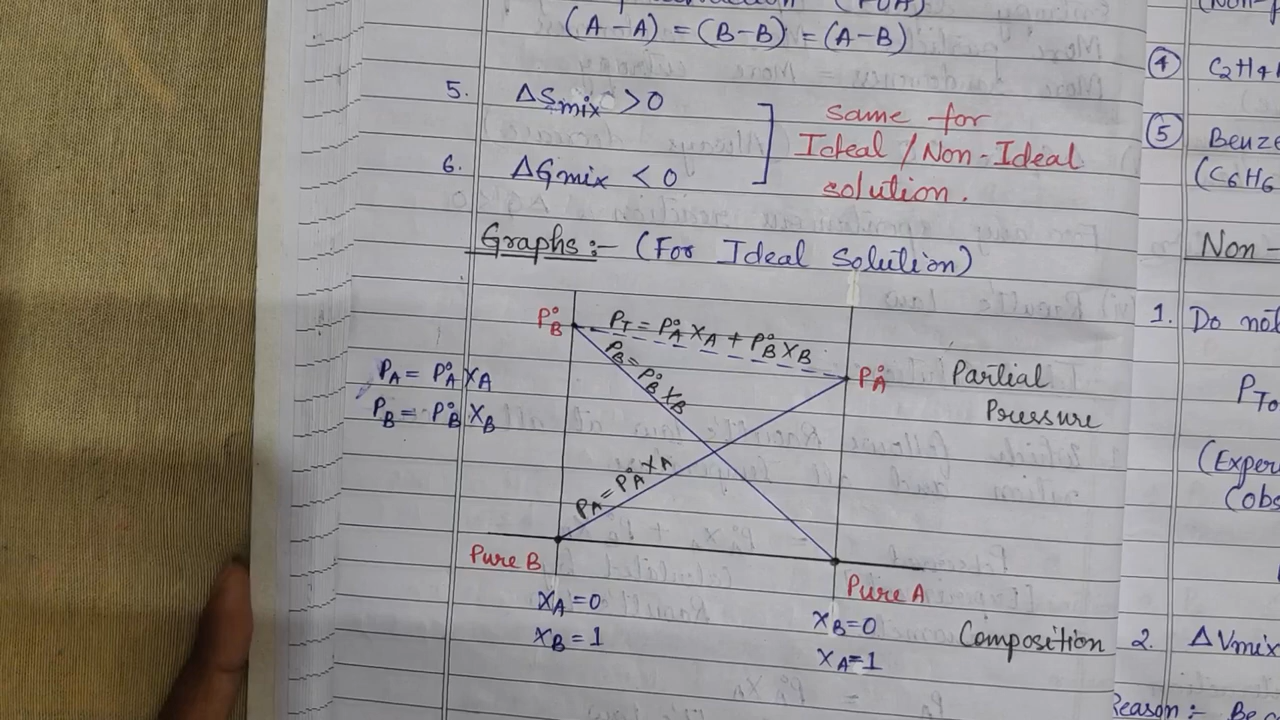 (A-A) = (B-B) = (A-B)
5. ΔSmix > 0
6. ΔGmix < 0
same for
Ideal / Non-Ideal
solution.
Graphs :- (For Ideal Solution)
P°B
PT = P°A XA + P°B XB
PB = P°B XB
PA = P°A XA
PB = P°B XB
P°A
Partial
Pressure
PA = P°A XA
Pure B
Pure A
XA = 0
XB = 1
XB = 0
XA = 1
Composition
④ C2H4
⑤ Benze
(C6H6
Non-
1. Do not
PTo
(Exper
(obs
2. ΔVmix
Reason :- Be